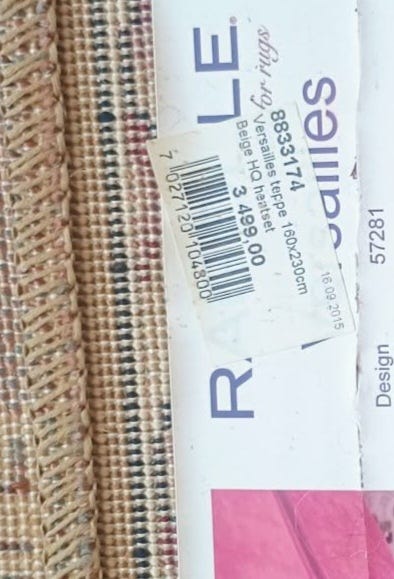 for rugs
8833174
Versailles teppe 160x230cm
Beige HQ heatset
3 499,00
16.09.2015
7 027120 104800
Design 57281